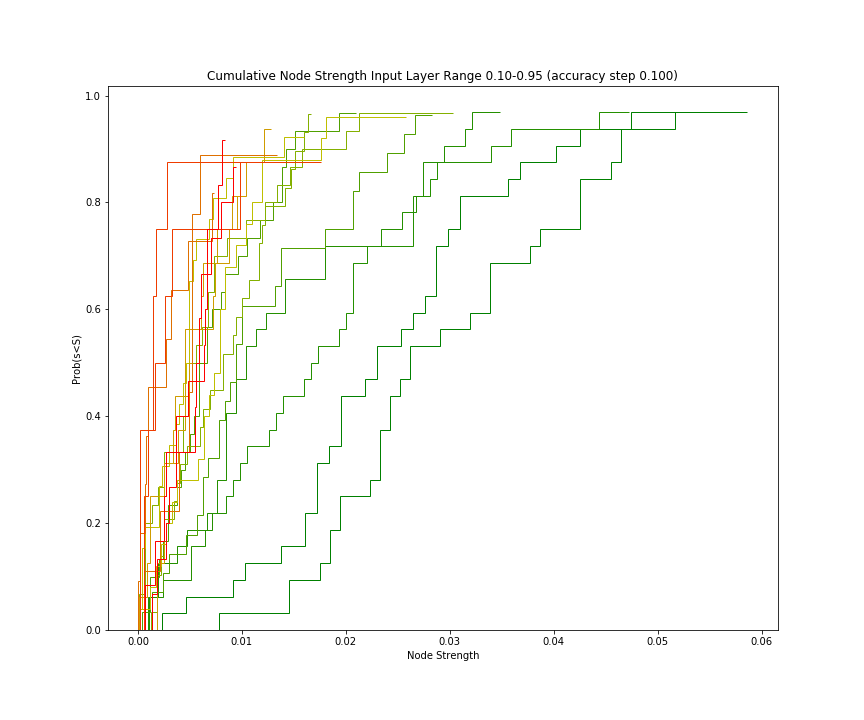 Cumulative Node Strength Input Layer Range 0.10-0.95 (accuracy step 0.100)
1.0
0.8
0.6
0.4
0.2
0.0
Prob(s<S)
0.00 0.01 0.02 0.03 0.04 0.05 0.06
Node Strength